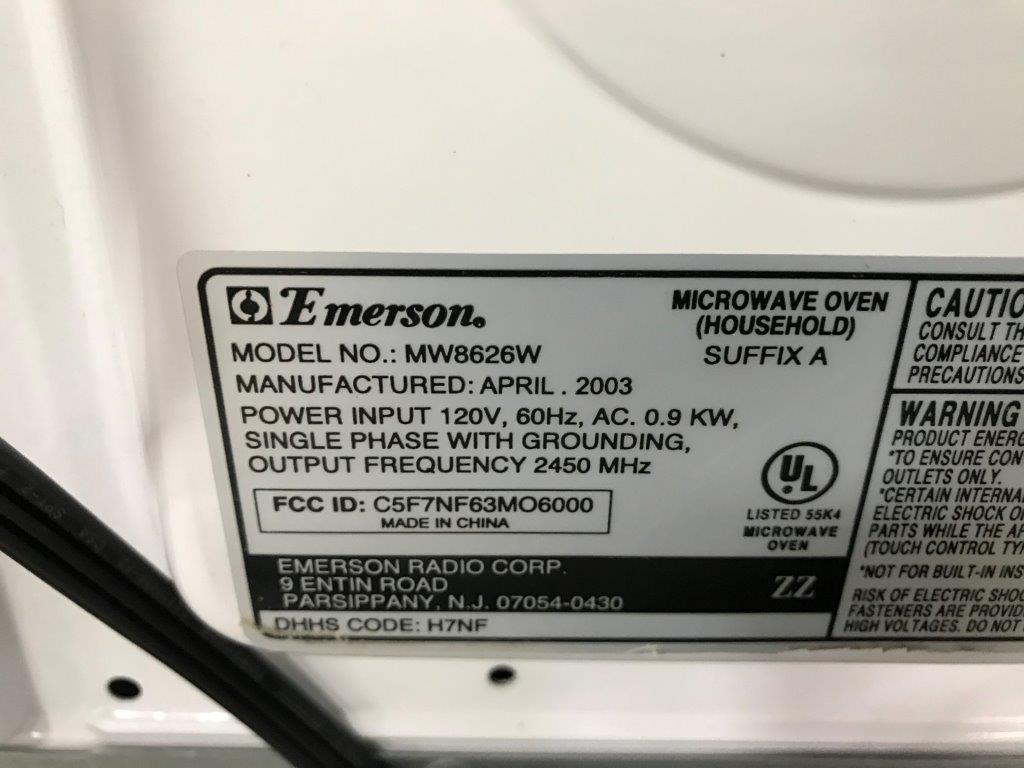 Emerson.
MODEL NO.: MW8626W
MANUFACTURED: APRIL . 2003
POWER INPUT 120V, 60Hz, AC. 0.9 KW,
SINGLE PHASE WITH GROUNDING,
OUTPUT FREQUENCY 2450 MHz
FCC ID: C5F7NF63MO6000
MADE IN CHINA
EMERSON RADIO CORP.
9 ENTIN ROAD
PARSIPPANY, N.J. 07054-0430
DHHS CODE: H7NF
MICROWAVE OVEN
(HOUSEHOLD)
SUFFIX A
UL
LISTED 55K4
MICROWAVE
OVEN
ZZ
CAUTIO
CONSULT TH
COMPLIANCE
PRECAUTIONS
WARNING
PRODUCT ENERG
*TO ENSURE CON
OUTLETS ONLY.
*CERTAIN INTERNA
ELECTRIC SHOCK O
PARTS WHILE THE AP
(TOUCH CONTROL TY
*NOT FOR BUILT-IN INS
RISK OF ELECTRIC SHOC
FASTENERS ARE PROVID
HIGH VOLTAGES. DO NOT